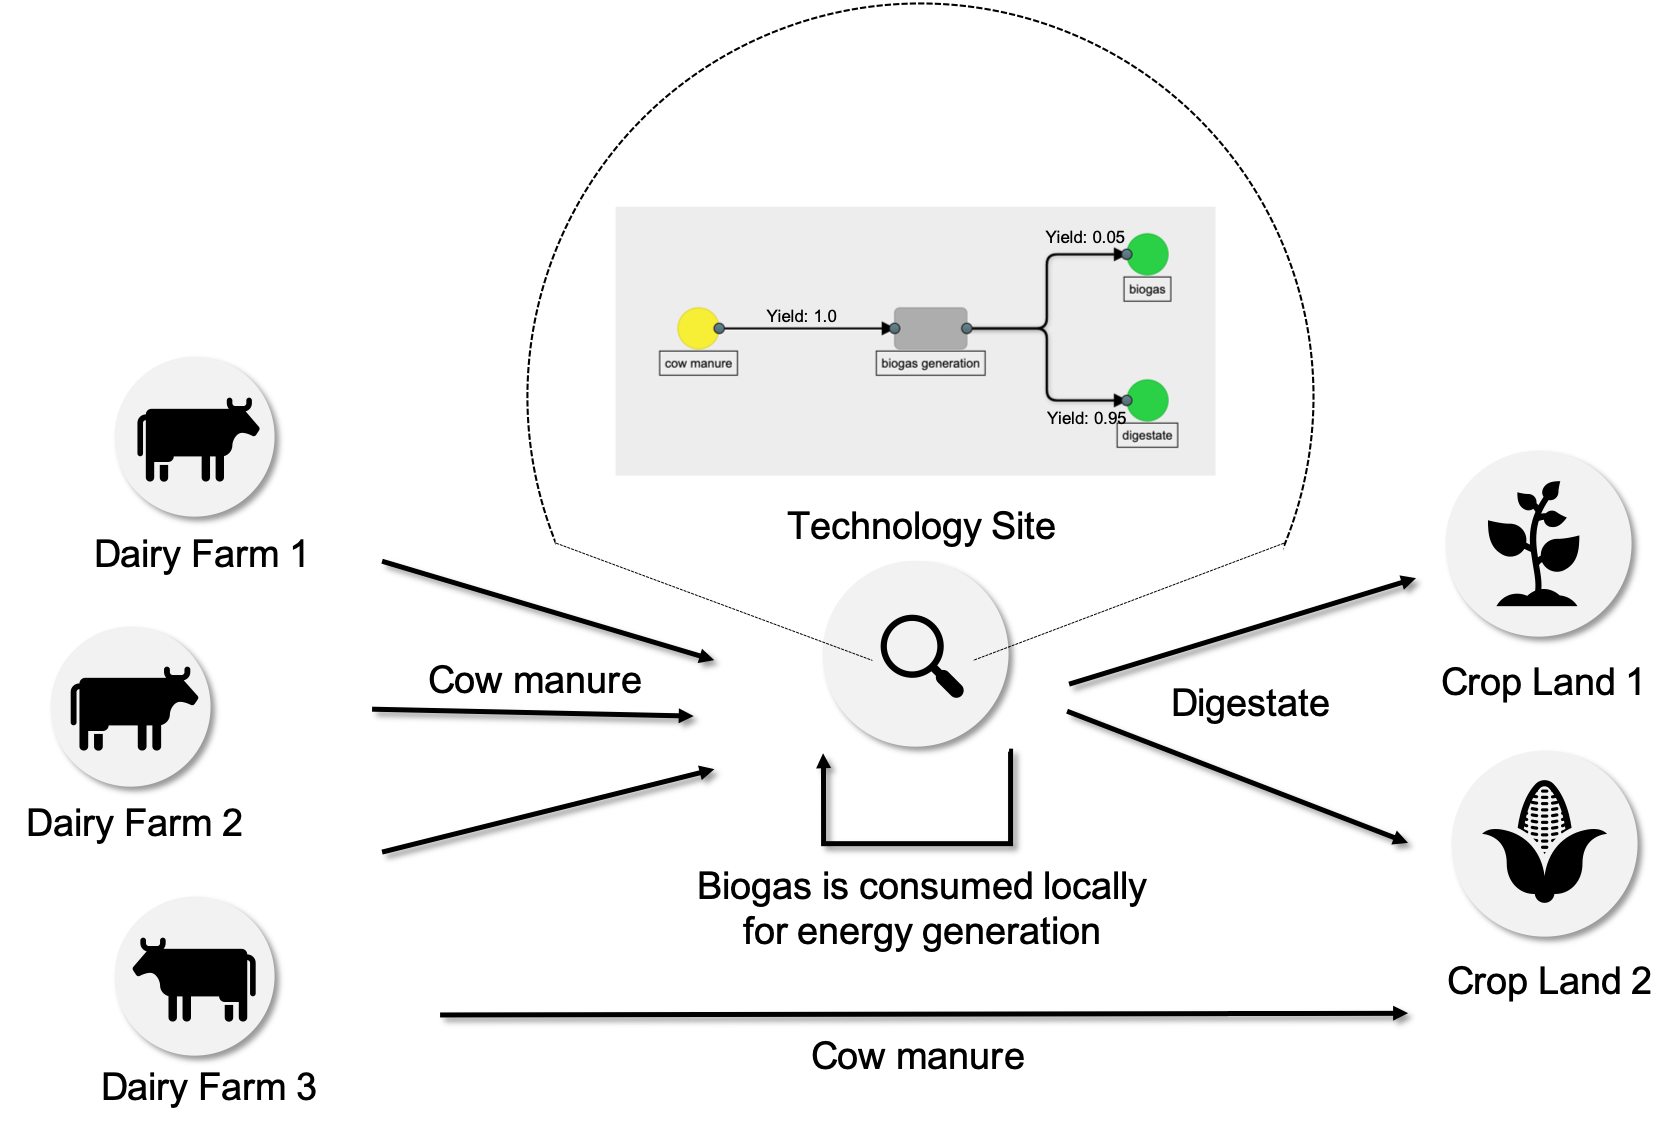 Yield: 0.05
biogas
Yield: 1.0
cow manure
biogas generation
Yield: 0.95
digestate
Technology Site
Dairy Farm 1
Cow manure
Digestate
Crop Land 1
Dairy Farm 2
Biogas is consumed locally
for energy generation
Crop Land 2
Cow manure
Dairy Farm 3